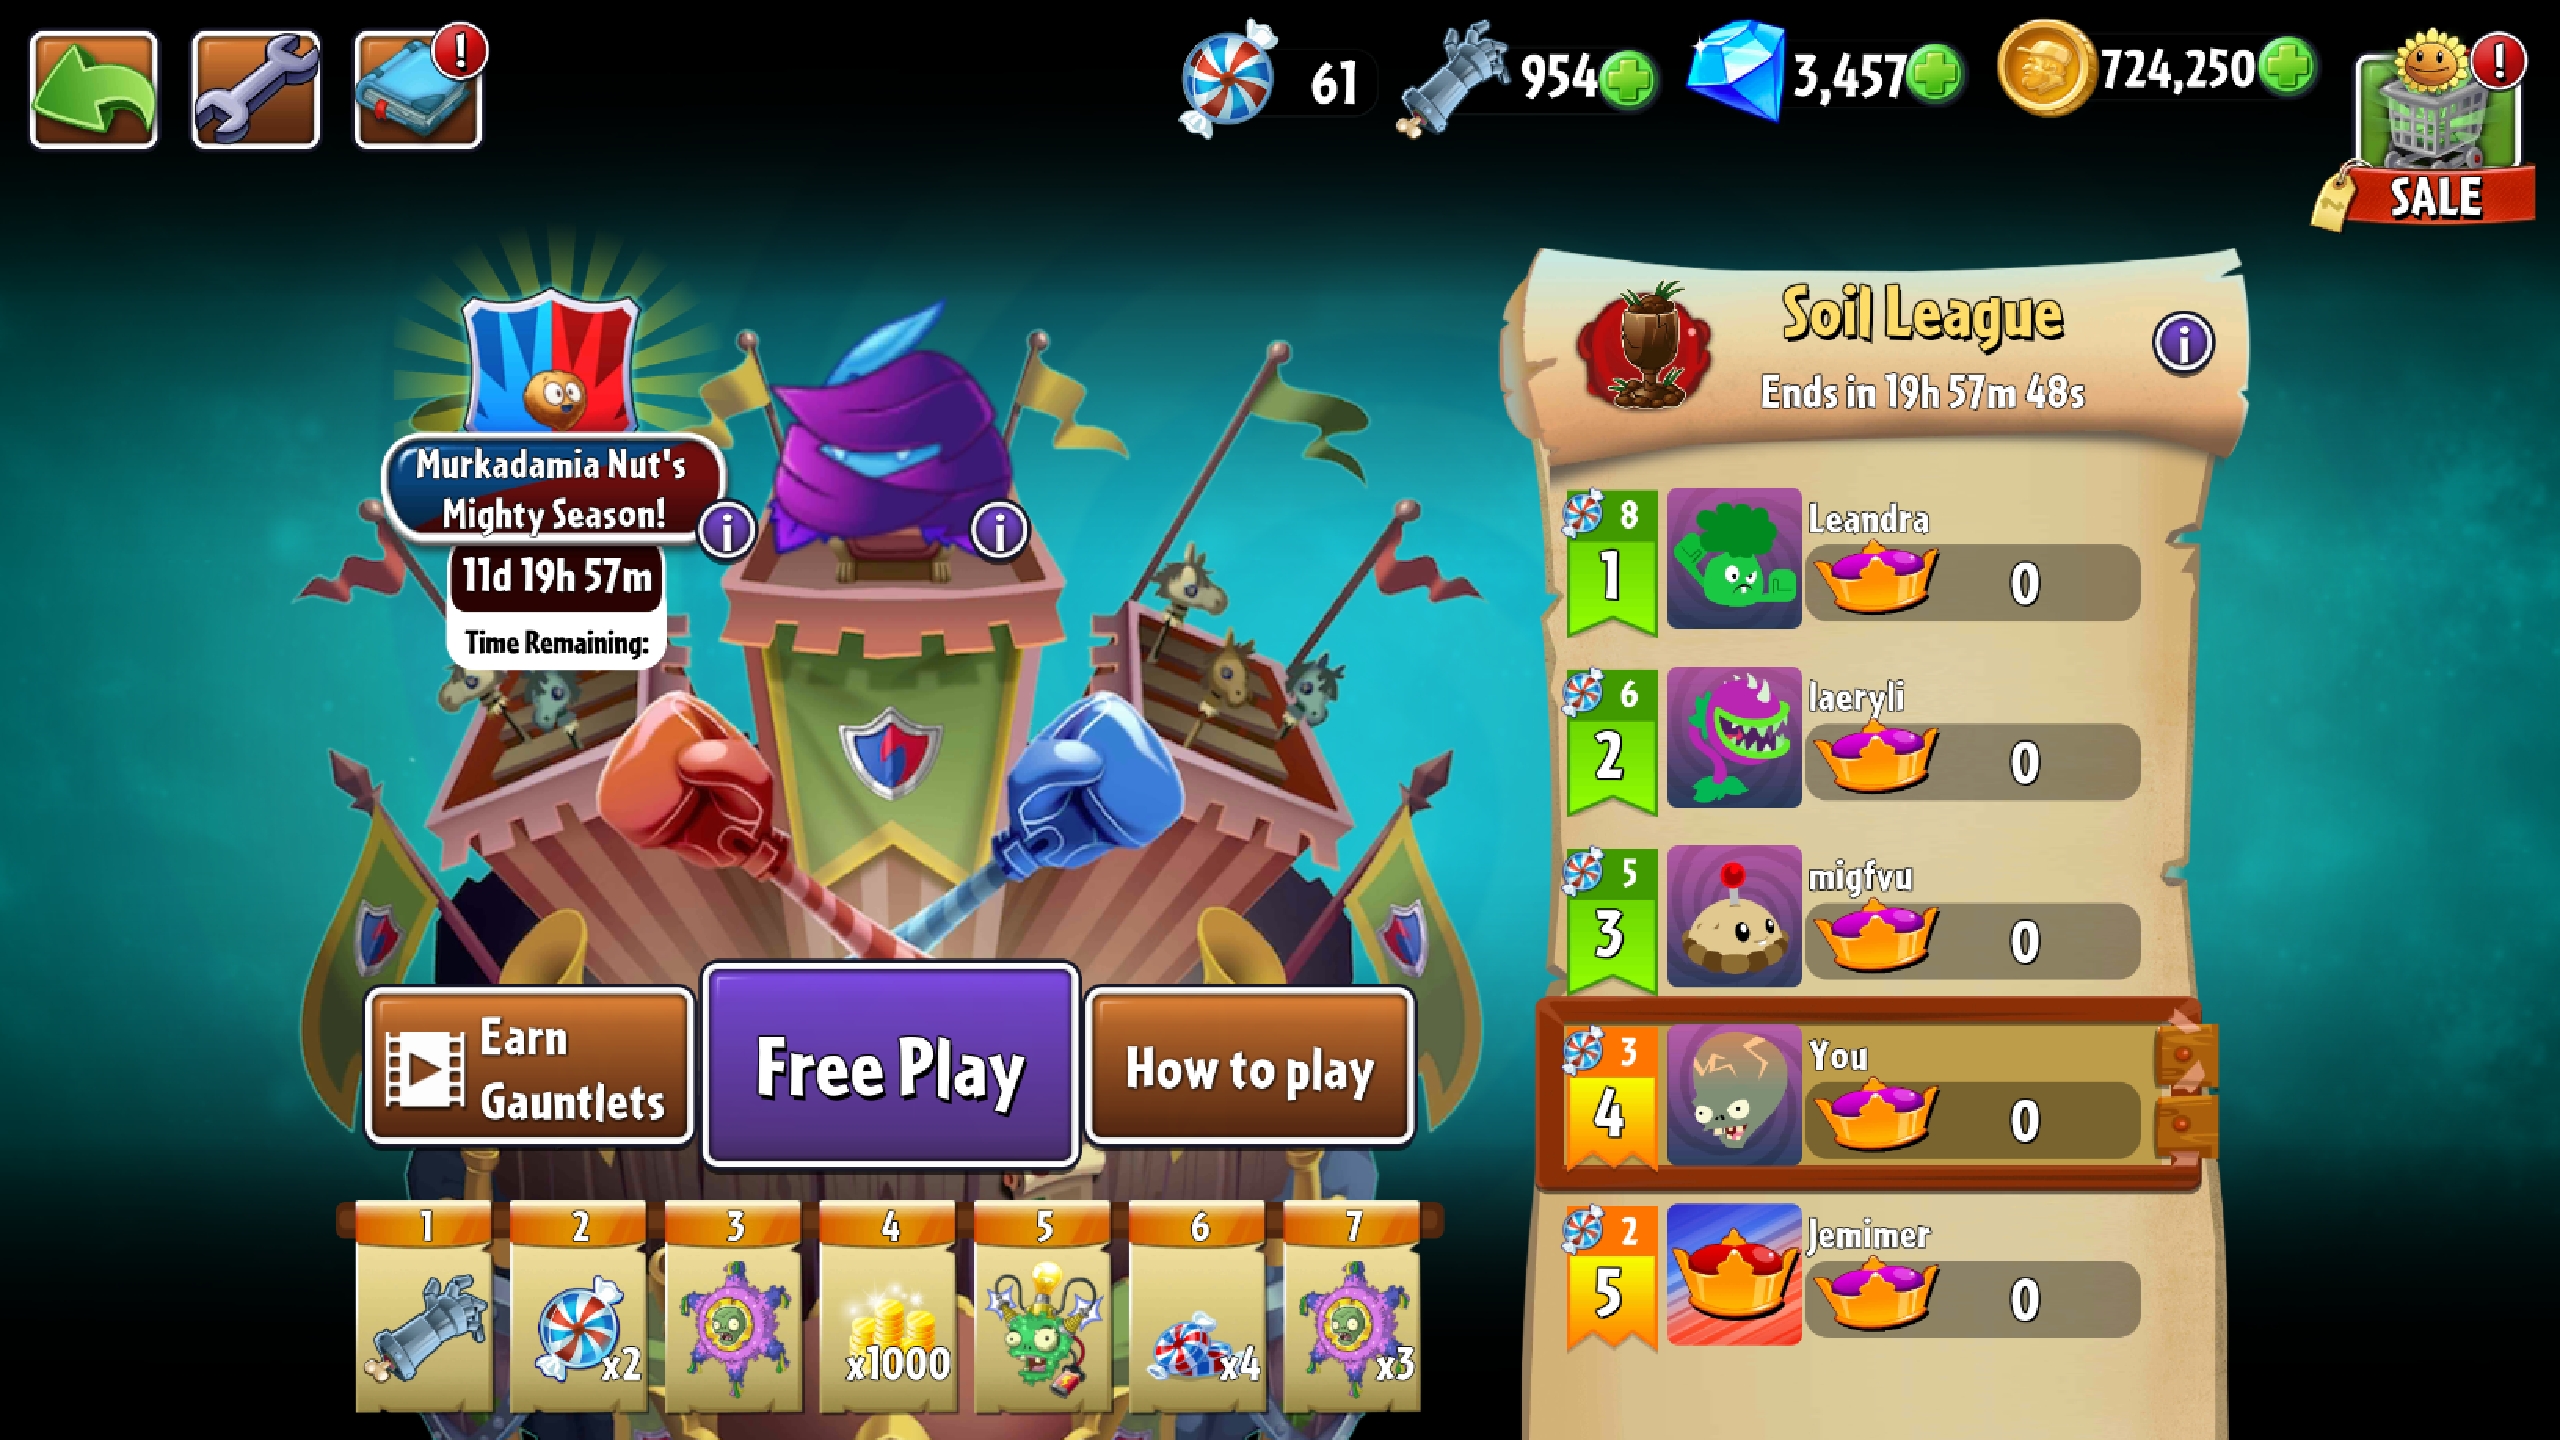 61
954
3,457
724,250
SALE
Murkadamia Nut's
Mighty Season!
11d 19h 57m
Time Remaining:
Soil League
Ends in 19h 57m 48s
8
1
Leandra
0
6
2
laeryli
0
5
3
migfvu
0
3
4
You
0
2
5
Jemimer
0
Earn
Gauntlets
Free Play
How to play
1
2
x2
3
4
x1000
5
6
x4
7
x3